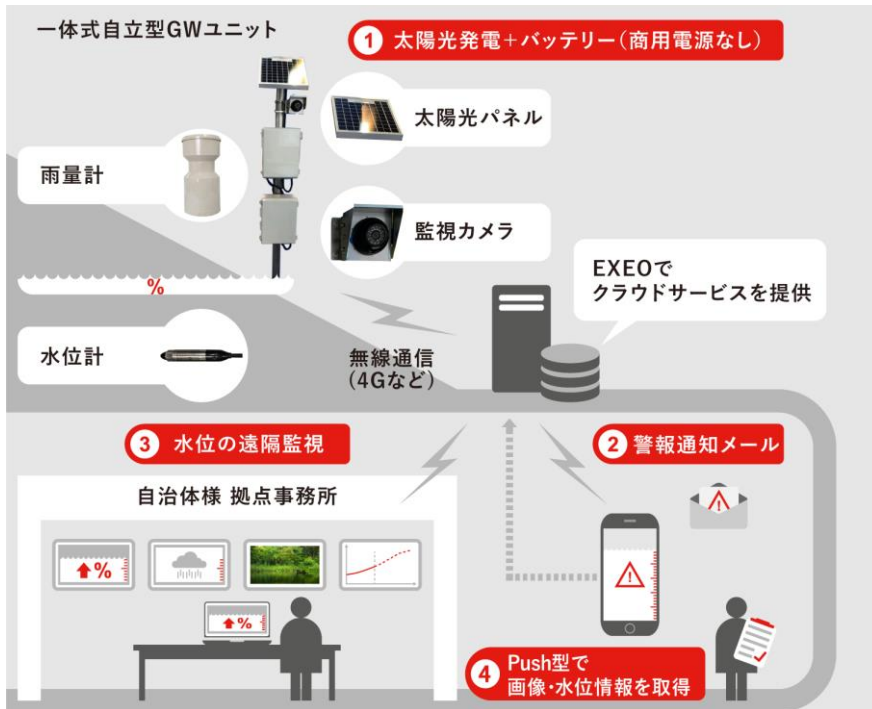 一体式自立型GWユニット
1 太陽光発電+バッテリー(商用電源なし)
太陽光パネル
雨量計
監視カメラ
%
EXEOで
クラウドサービスを提供
水位計
無線通信
(4Gなど)
3 水位の遠隔監視
2 警報通知メール
自治体様 拠点事務所
%
%
4 Push型で
画像・水位情報を取得